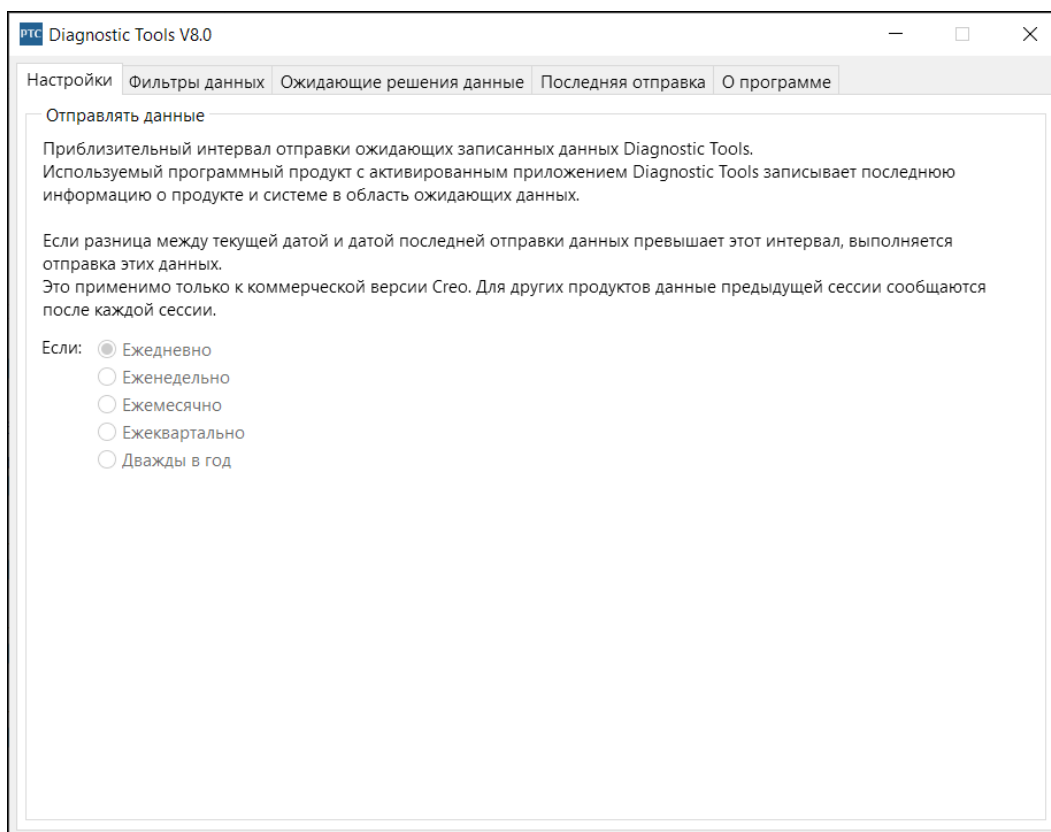 PTC Diagnostic Tools V8.0
Настройки Фильтры данных Ожидающие решения данные Последняя отправка О программе
Отправлять данные
Приблизительный интервал отправки ожидающих записанных данных Diagnostic Tools.
Используемый программный продукт с активированным приложением Diagnostic Tools записывает последнюю
информацию о продукте и системе в область ожидающих данных.
Если разница между текущей датой и датой последней отправки данных превышает этот интервал, выполняется
отправка этих данных.
Это применимо только к коммерческой версии Creo. Для других продуктов данные предыдущей сессии сообщаются
после каждой сессии.
Если: Ежедневно
Еженедельно
Ежемесячно
Ежеквартально
Дважды в год